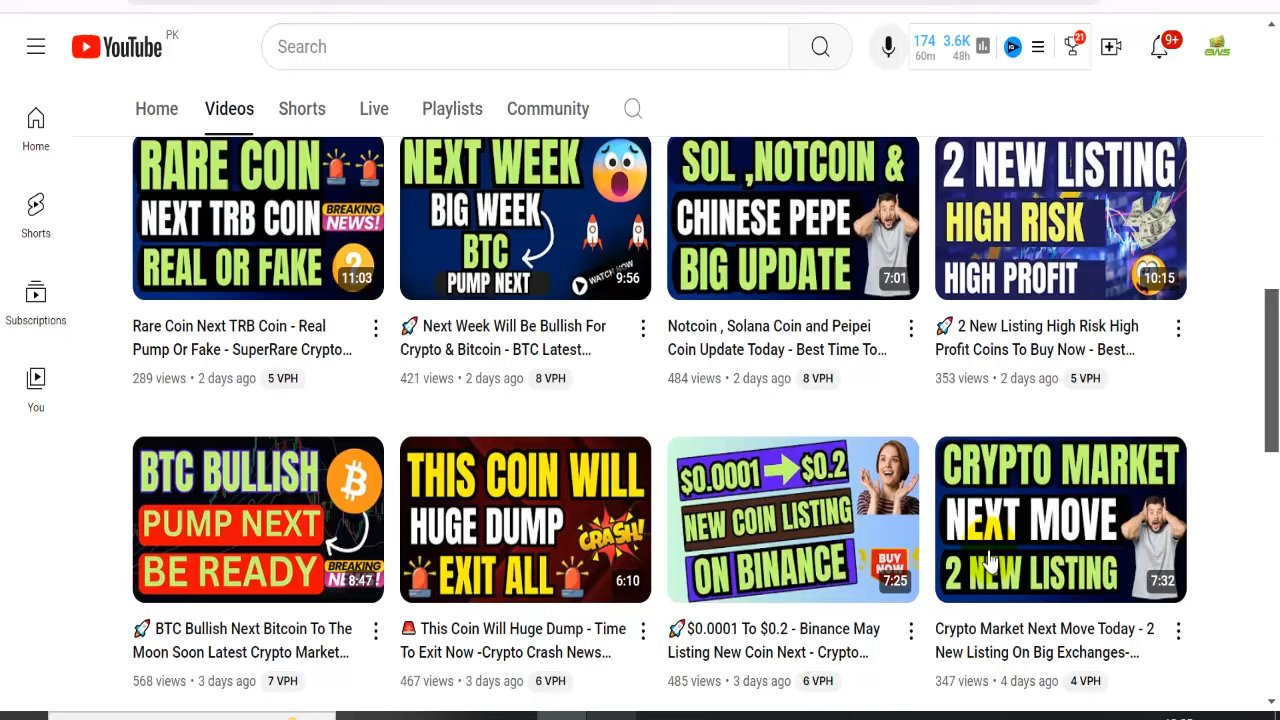 YouTube PK
Search
174 3.6K 21 9+
60m 48h
Home Videos Shorts Live Playlists Community
Home
Shorts
Subscriptions
You
RARE COIN
NEXT TRB COIN BREAKING NEWS!
REAL OR FAKE
11:03
Rare Coin Next TRB Coin - Real
Pump Or Fake - SuperRare Crypto...
289 views • 2 days ago 5 VPH
NEXT WEEK
BIG WEEK
BTC
PUMP NEXT WATCH NOW
9:56
🚀 Next Week Will Be Bullish For
Crypto & Bitcoin - BTC Latest...
421 views • 2 days ago 8 VPH
SOL ,NOTCOIN &
CHINESE PEPE
BIG UPDATE
7:01
Notcoin , Solana Coin and Peipei
Coin Update Today - Best Time To...
484 views • 2 days ago 8 VPH
2 NEW LISTING
HIGH RISK
HIGH PROFIT
10:15
🚀 2 New Listing High Risk High
Profit Coins To Buy Now - Best...
353 views • 2 days ago 5 VPH
BTC BULLISH
PUMP NEXT
BE READY BREAKING
8:47
🚀 BTC Bullish Next Bitcoin To The
Moon Soon Latest Crypto Market...
568 views • 3 days ago 7 VPH
THIS COIN WILL
HUGE DUMP CRASH!
EXIT ALL
6:10
🚨 This Coin Will Huge Dump - Time
To Exit Now -Crypto Crash News...
467 views • 3 days ago 6 VPH
$0.0001 $0.2
NEW COIN LISTING
ON BINANCE BUY NOW
7:25
🚀$0.0001 To $0.2 - Binance May
Listing New Coin Next - Crypto...
485 views • 3 days ago 6 VPH
CRYPTO MARKET
NEXT MOVE
2 NEW LISTING
7:32
Crypto Market Next Move Today - 2
New Listing On Big Exchanges-...
347 views • 4 days ago 4 VPH